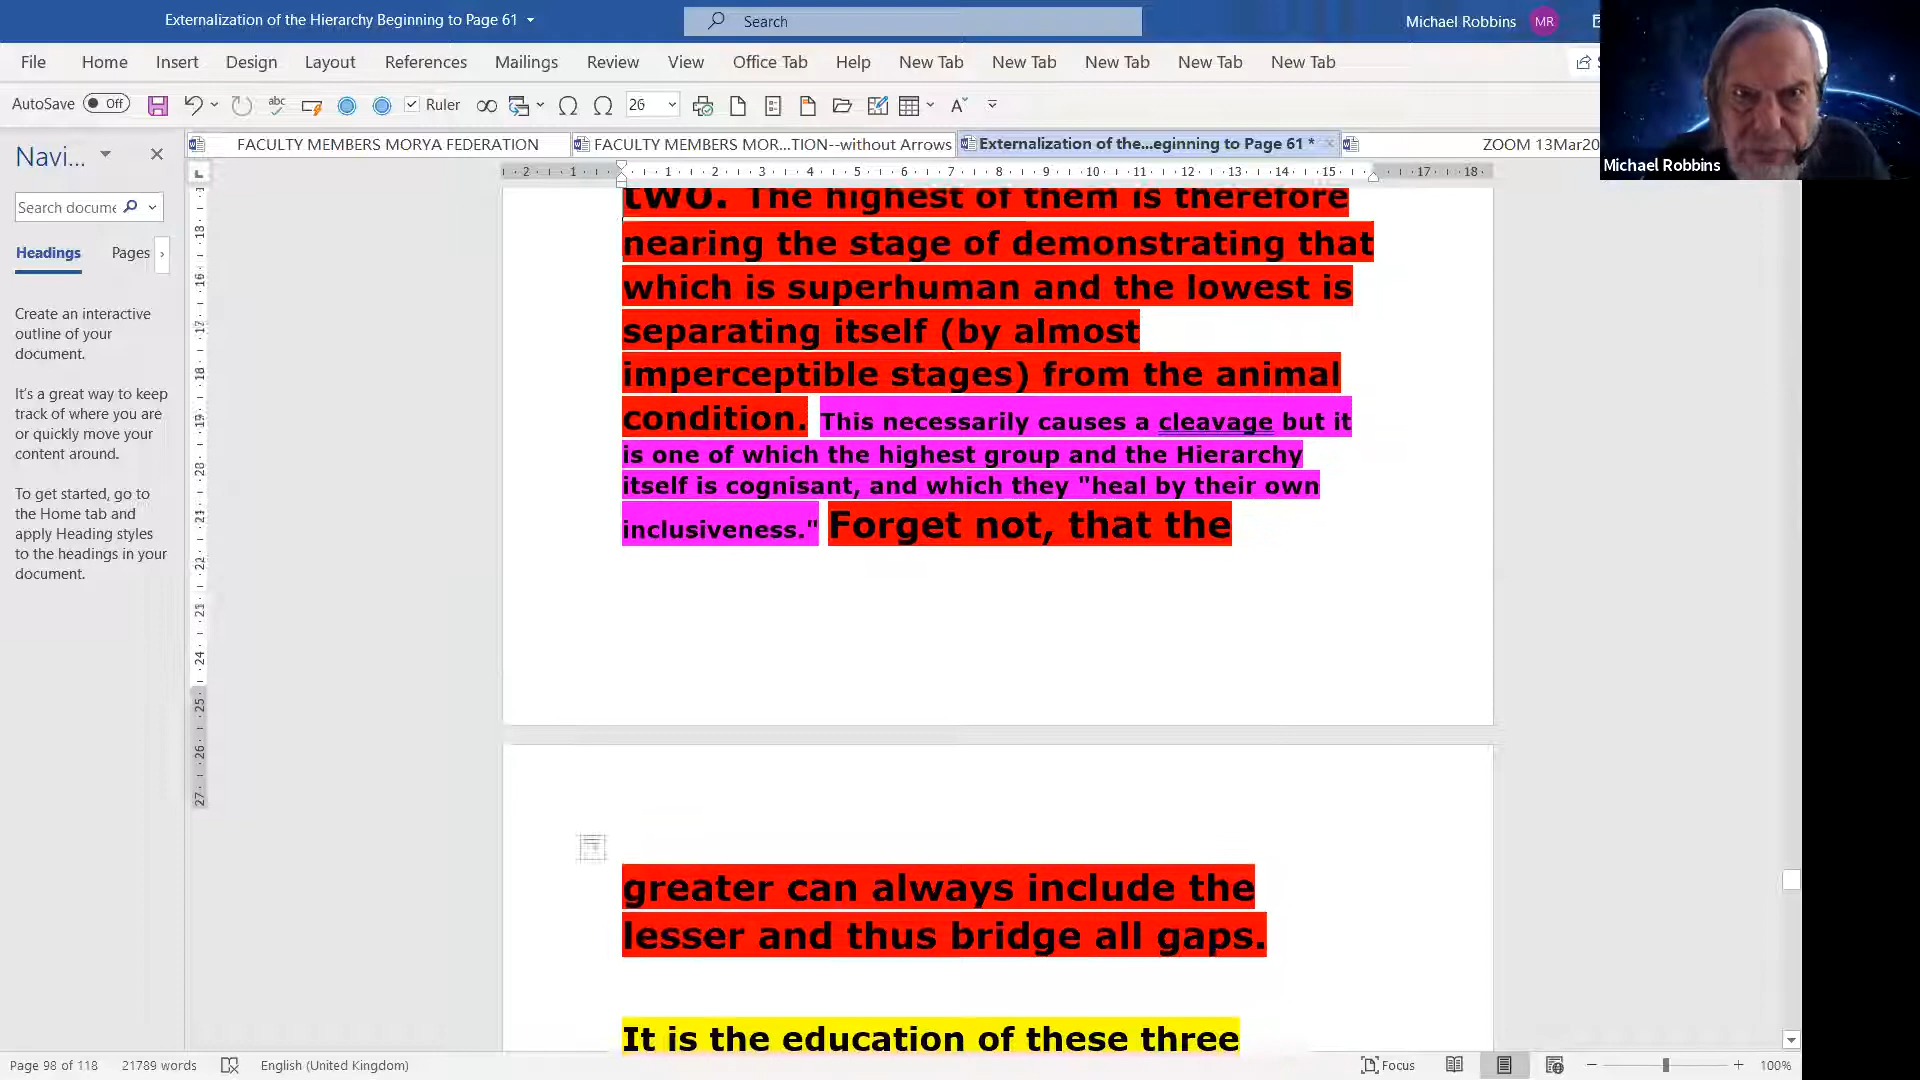 Externalization of the Hierarchy Beginning to Page 61
Search
Michael Robbins
MR
File Home Insert Design Layout References Mailings Review View Office Tab Help New Tab New Tab New Tab New Tab New Tab
AutoSave Off
abc
Ruler
26
FACULTY MEMBERS MORYA FEDERATION
FACULTY MEMBERS MOR...TION--without Arrows
Externalization of the...eginning to Page 61 *
ZOOM 13Mar20
Michael Robbins
Navi...
Search docume
Headings
Pages
Create an interactive
outline of your
document.
It's a great way to keep
track of where you are
or quickly move your
content around.
To get started, go to
the Home tab and
apply Heading styles
to the headings in your
document.
two. The highest of them is therefore
nearing the stage of demonstrating that
which is superhuman and the lowest is
separating itself (by almost
imperceptible stages) from the animal
condition. This necessarily causes a cleavage but it
is one of which the highest group and the Hierarchy
itself is cognisant, and which they "heal by their own
inclusiveness." Forget not, that the
greater can always include the
lesser and thus bridge all gaps.
It is the education of these three
Page 98 of 118
21789 words
English (United Kingdom)
Focus
100%